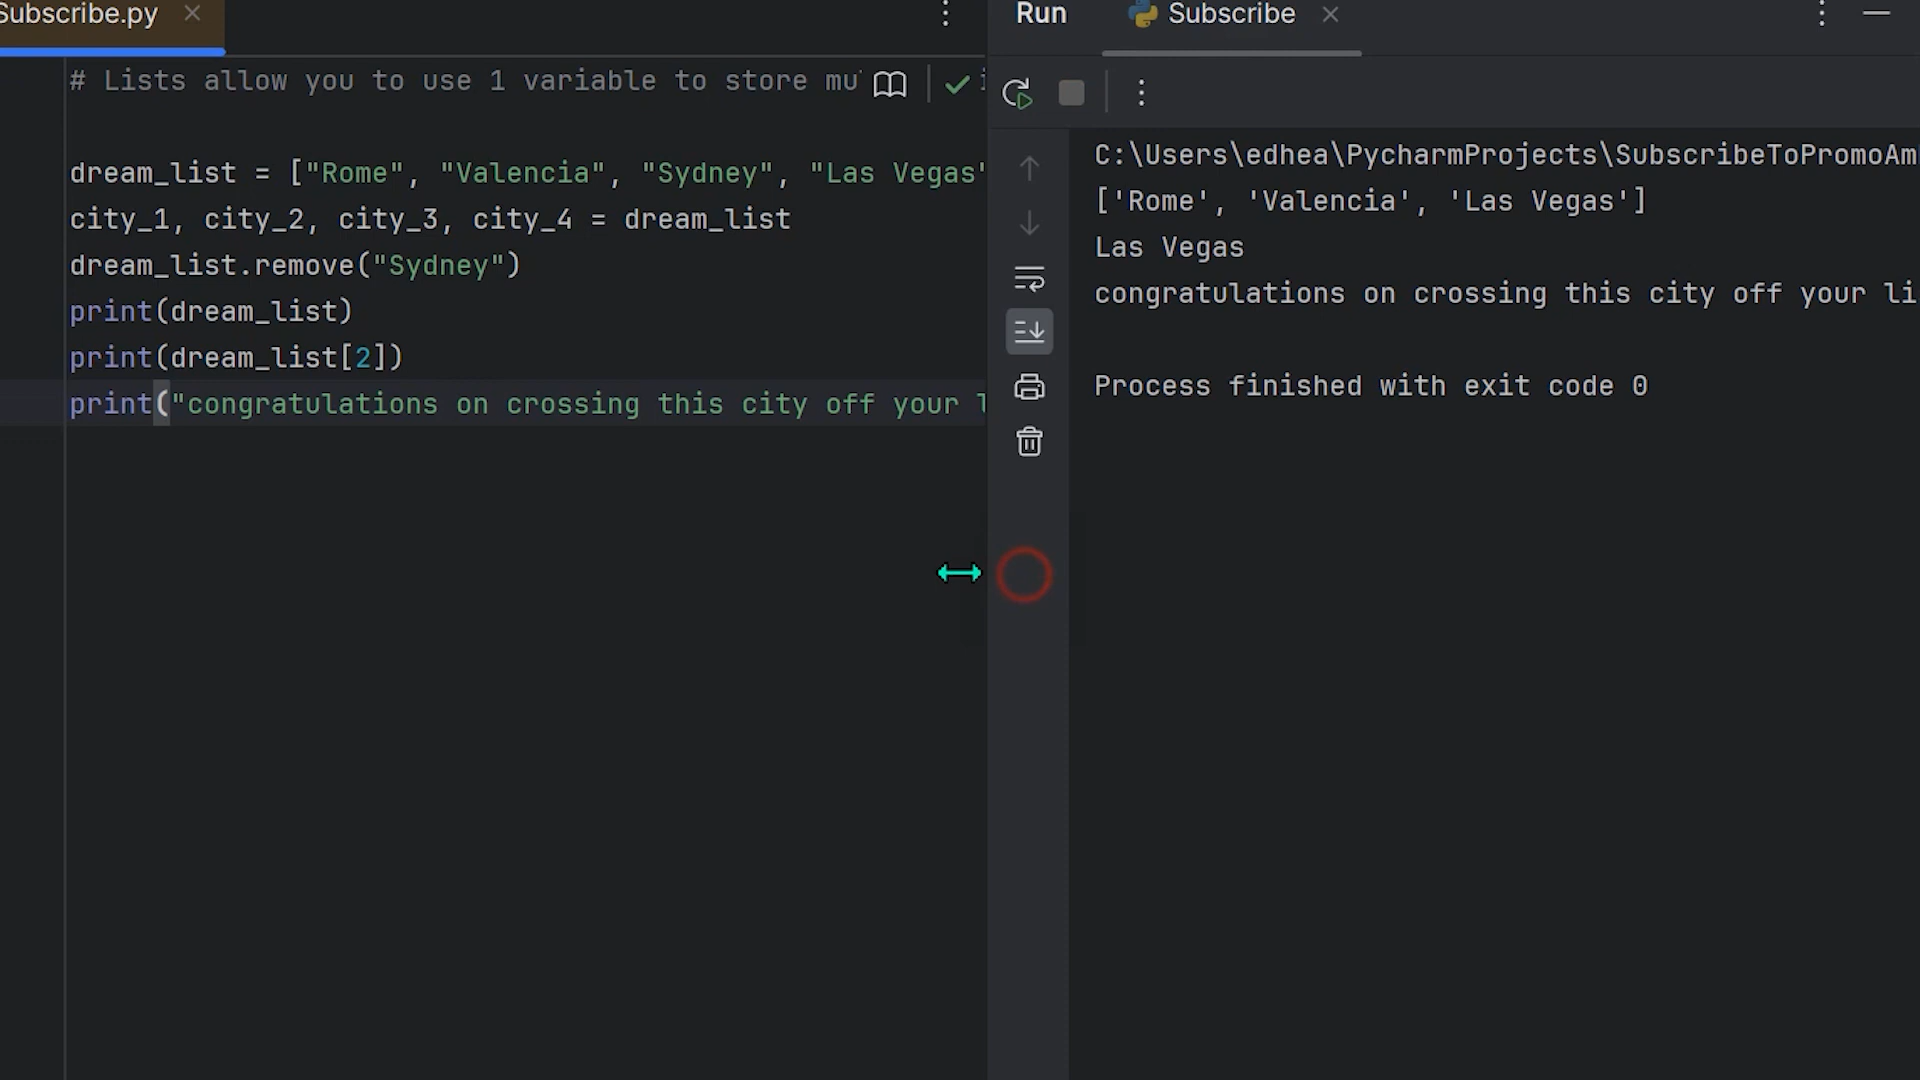 Subscribe.py
# Lists allow you to use 1 variable to store mu
dream_list = ["Rome", "Valencia", "Sydney", "Las Vegas"
city_1, city_2, city_3, city_4 = dream_list
dream_list.remove("Sydney")
print(dream_list)
print(dream_list[2])
print("congratulations on crossing this city off your l
Run
Subscribe
C:\Users\edhea\PycharmProjects\SubscribeToPromoAm
['Rome', 'Valencia', 'Las Vegas']
Las Vegas
congratulations on crossing this city off your li
Process finished with exit code 0